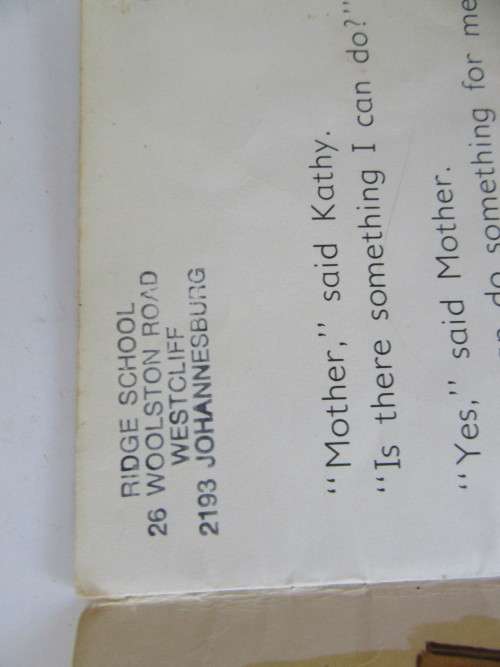 RIDGE SCHOOL
26 WOOLSTON ROAD
WESTCLIFF
2193 JOHANNESBURG
“Mother,” said Kathy.
“Is there something I can do?”
“Yes,” said Mother.
do something for me